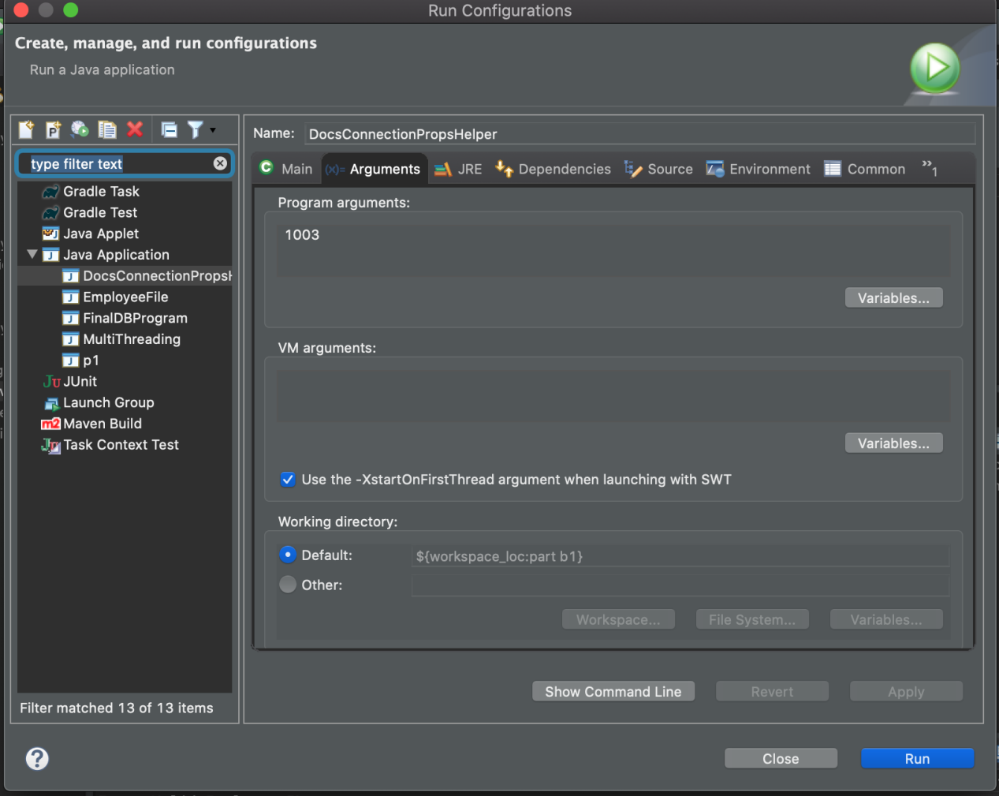 Run Configurations
Create, manage, and run configurations
Run a Java application
type filter text
Gradle Task
Gradle Test
Java Applet
Java Application
DocsConnectionPropsH
EmployeeFile
FinalDBProgram
MultiThreading
p1
JUnit
Launch Group
Maven Build
Task Context Test
Filter matched 13 of 13 items
Name: DocsConnectionPropsHelper
Main (x)= Arguments JRE Dependencies Source Environment Common »1
Program arguments:
1003
Variables...
VM arguments:
Variables...
Use the -XstartOnFirstThread argument when launching with SWT
Working directory:
Default: ${workspace_loc:part b1}
Other:
Workspace... File System... Variables...
Show Command Line Revert Apply
Close Run